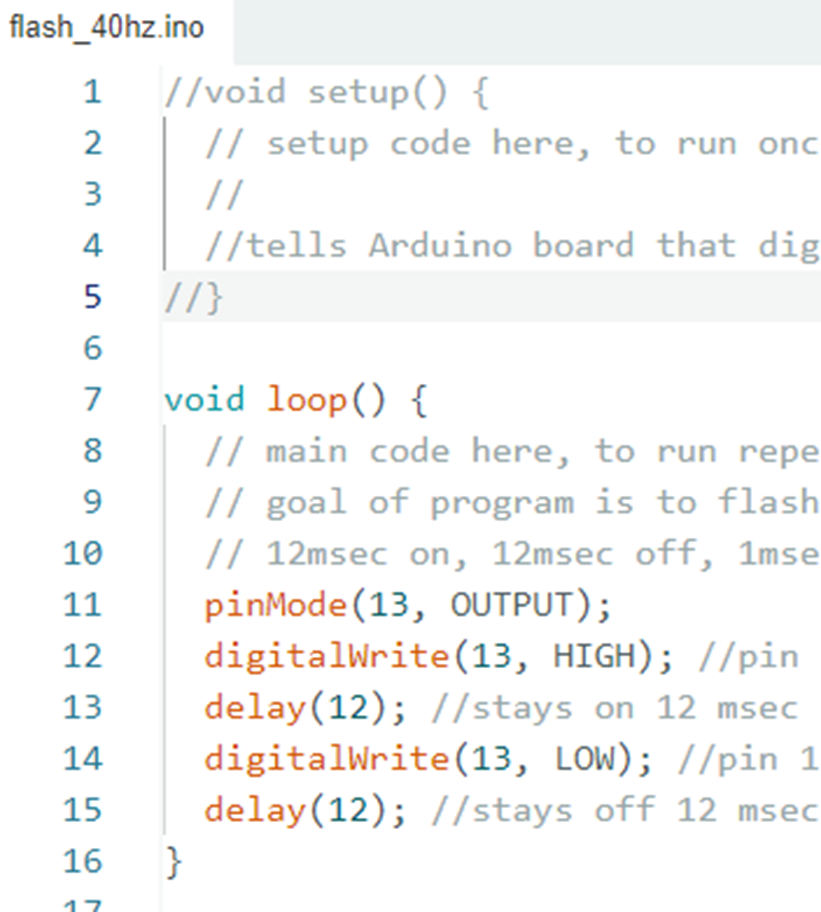 flash_40hz.ino
1 //void setup() {
2 // setup code here, to run onc
3 //
4 //tells Arduino board that dig
5 //}
6
7 void loop() {
8 // main code here, to run repe
9 // goal of program is to flash
10 // 12msec on, 12msec off, 1mse
11 pinMode(13, OUTPUT);
12 digitalWrite(13, HIGH); //pin
13 delay(12); //stays on 12 msec
14 digitalWrite(13, LOW); //pin 1
15 delay(12); //stays off 12 msec
16 }
17